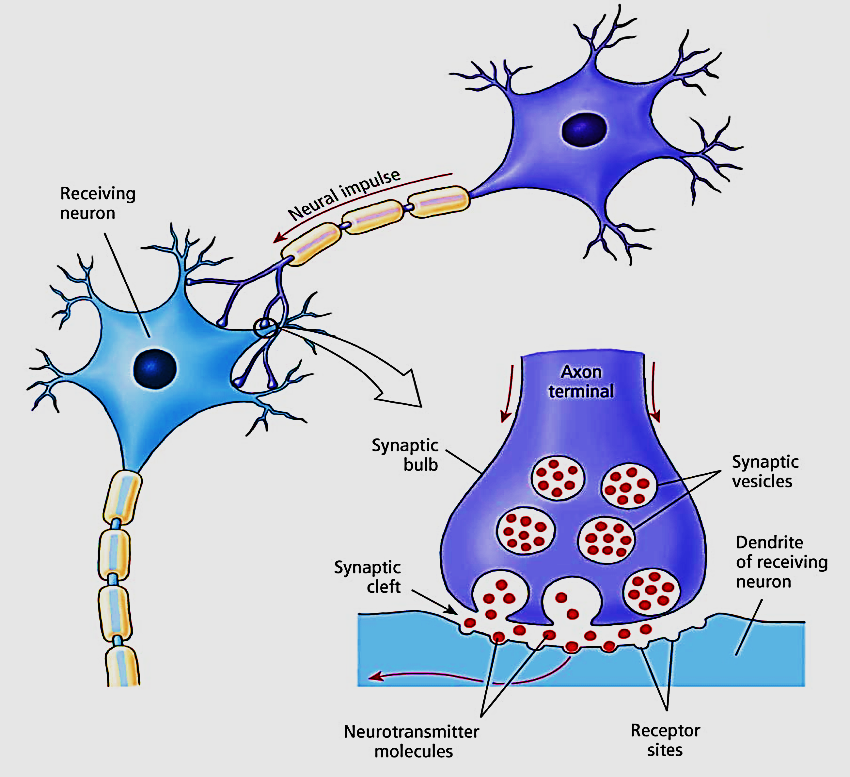 Neural impulse
Receiving
neuron
Axon
terminal
Synaptic
bulb
Synaptic
vesicles
Synaptic
cleft
Dendrite
of receiving
neuron
Neurotransmitter
molecules
Receptor
sites